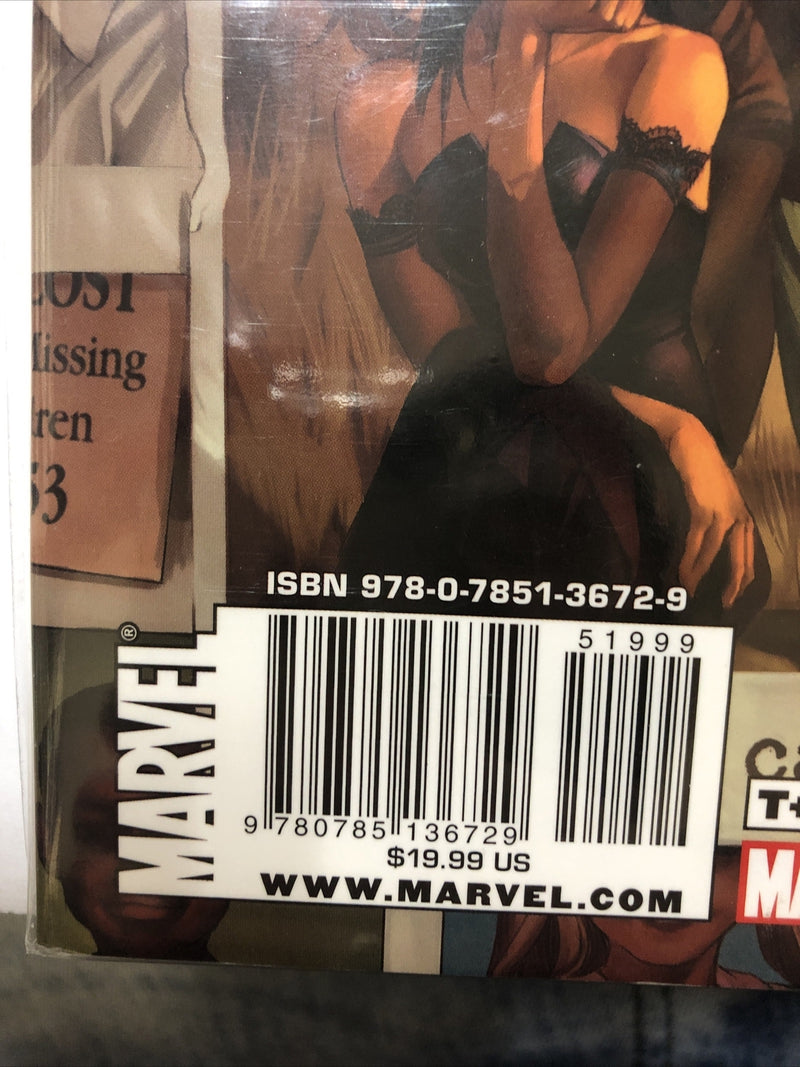 LOST
Missing
53
ISBN 978-0-7851-3672-9
51999
MARVEL®
9 780785 136729
$19.99 US
WWW.MARVEL.COM
T+